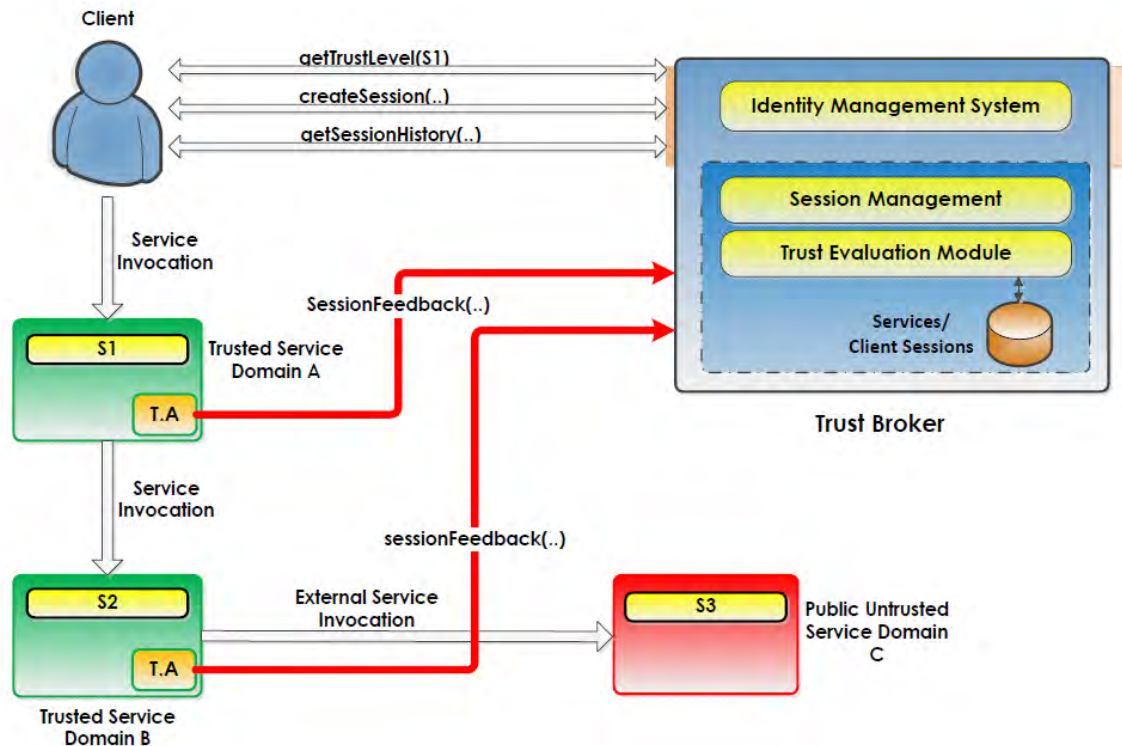 Client
getTrustLevel(S1)
createSession(..)
getSessionHistory(..)
Identity Management System
Session Management
Trust Evaluation Module
Services/
Client Sessions
Trust Broker
Service
Invocation
SessionFeedback(..)
S1
T.A
Trusted Service
Domain A
Service
Invocation
sessionFeedback(..)
S2
T.A
Trusted Service
Domain B
External Service
Invocation
S3
Public Untrusted
Service Domain
C